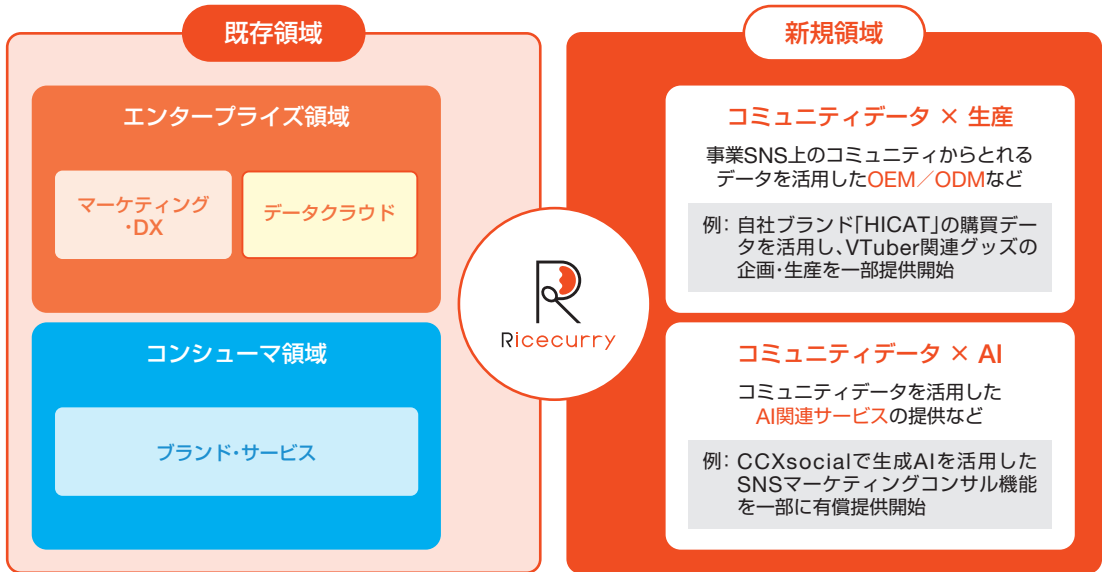 既存領域
エンタープライズ領域
マーケティング
・DX
データクラウド
コンシューマ領域
ブランド・サービス
Ricecurry
新規領域
コミュニティデータ × 生産
事業SNS上のコミュニティからとれる
データを活用したOEM／ODMなど
例：自社ブランド「HICAT」の購買デー
タを活用し、VTuber関連グッズの
企画・生産を一部提供開始
コミュニティデータ × AI
コミュニティデータを活用した
AI関連サービスの提供など
例：CCXsocialで生成AIを活用した
SNSマーケティングコンサル機能
を一部に有償提供開始